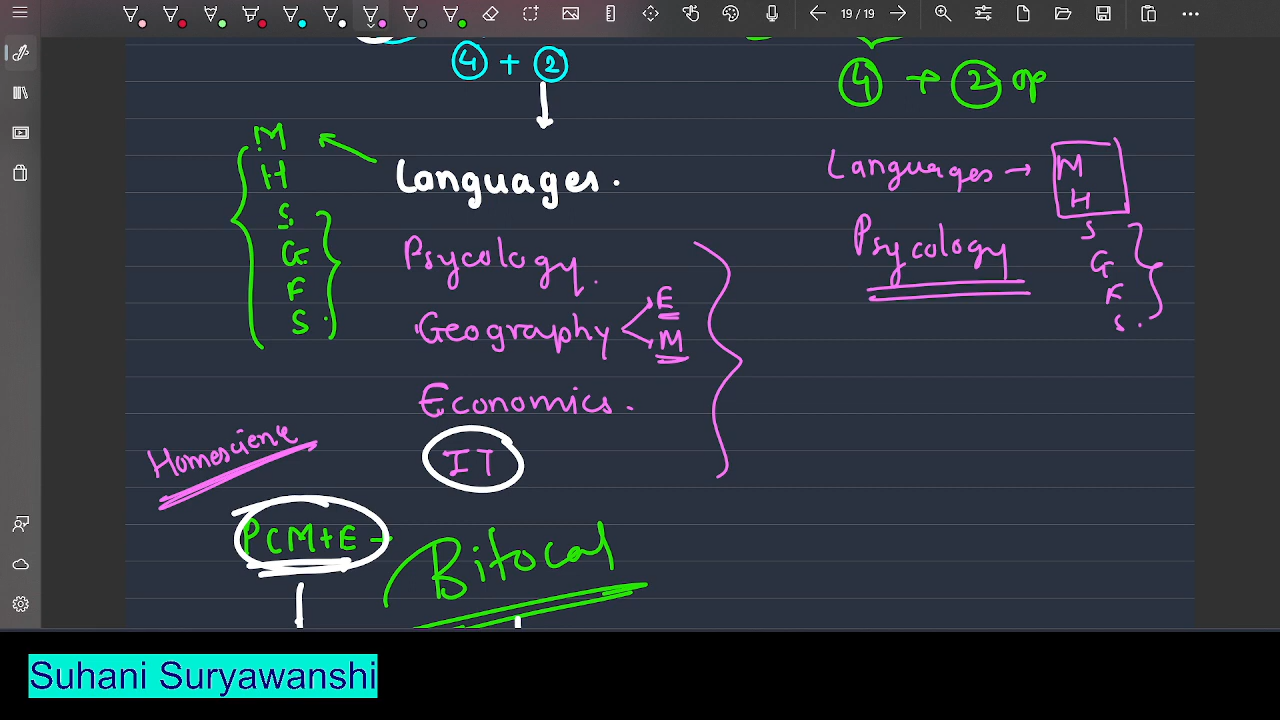 19/19
4 + 2
4 + 2 op
M
H
S
G
F
S
Languages.
Psycology.
Geography
E
M
Economics.
IT
Homescience
PCM+E -
Bifocal
Languages → M
H
S
G
F
S.
Psycology
Suhani Suryawanshi